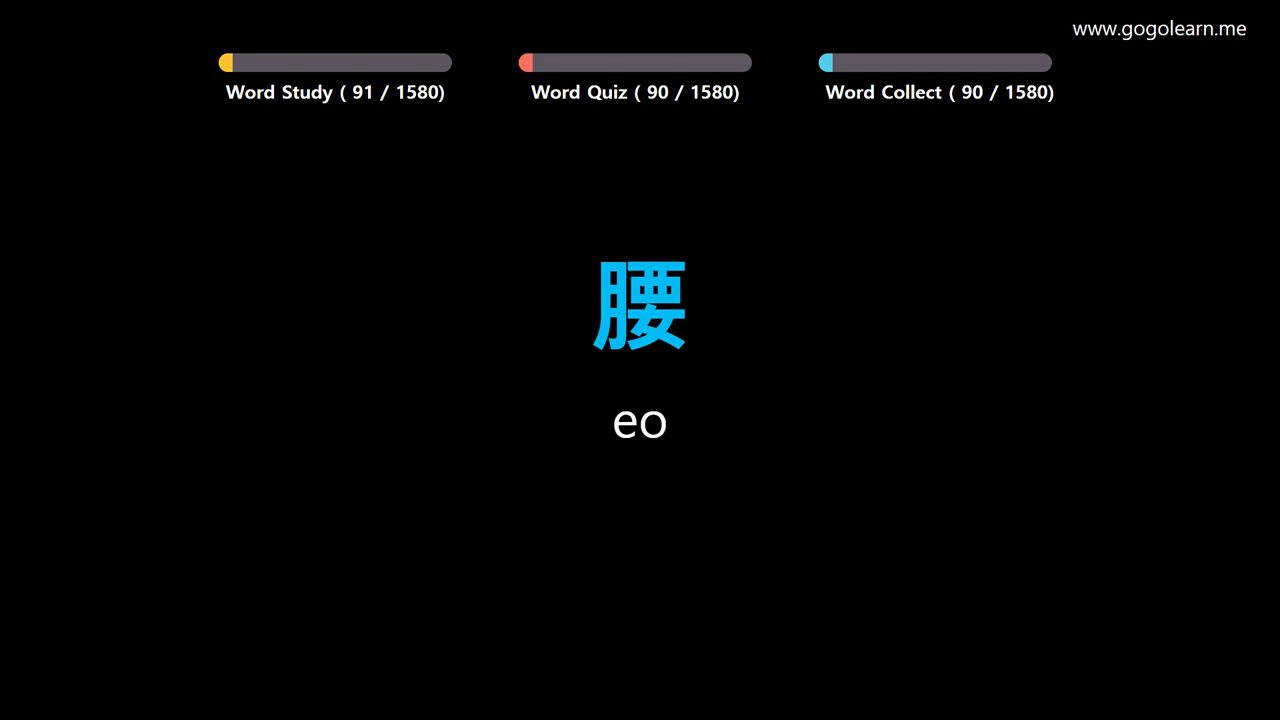 www.gogolearn.me
Word Study ( 91 / 1580)
Word Quiz ( 90 / 1580)
Word Collect ( 90 / 1580)
腰
eo